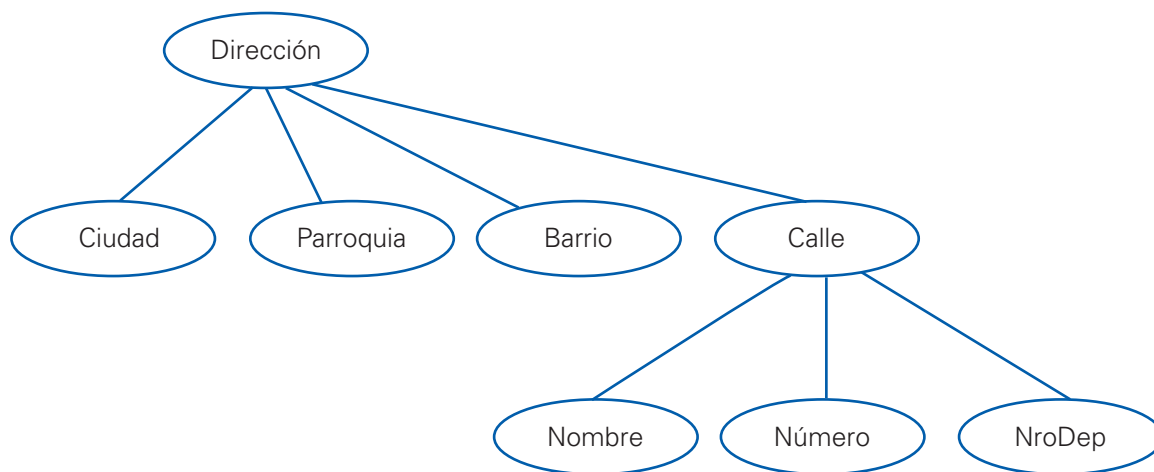 Dirección
Ciudad
Parroquia
Barrio
Calle
Nombre
Número
NroDep